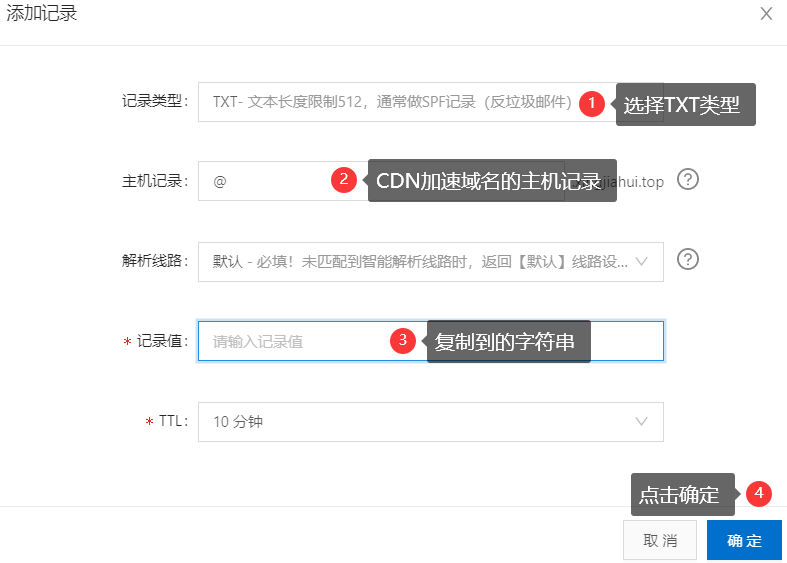 添加记录
记录类型：
TXT- 文本长度限制512，通常做SPF记录（反垃圾邮件）
1
选择TXT类型
主机记录：
@
2
CDN加速域名的主机记录
jiahui.top
?
解析线路：
默认 - 必填！未匹配到智能解析线路时，返回【默认】线路设...
?
* 记录值：
请输入记录值
3
复制到的字符串
* TTL：
10 分钟
点击确定
4
取 消
确 定